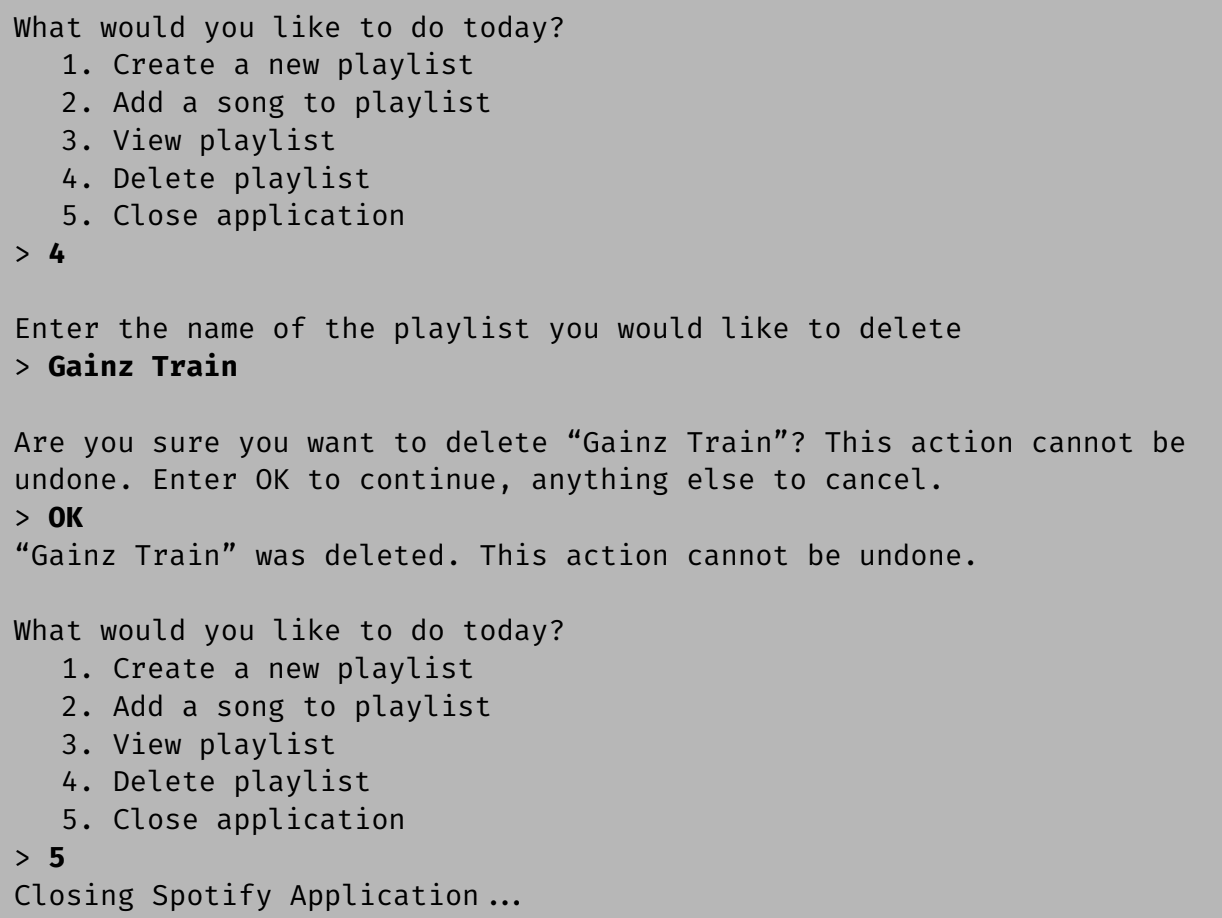 What would you like to do today?
1. Create a new playlist
2. Add a song to playlist
3. View playlist
4. Delete playlist
5. Close application
> 4
Enter the name of the playlist you would like to delete
> Gainz Train
Are you sure you want to delete “Gainz Train”? This action cannot be
undone. Enter OK to continue, anything else to cancel.
> OK
“Gainz Train” was deleted. This action cannot be undone.
What would you like to do today?
1. Create a new playlist
2. Add a song to playlist
3. View playlist
4. Delete playlist
5. Close application
> 5
Closing Spotify Application...